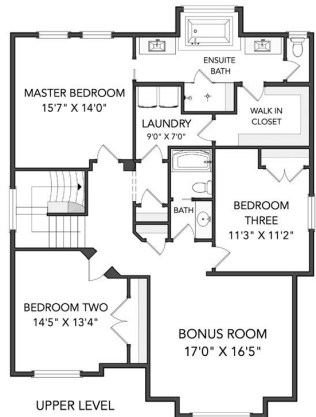 ENSUITE
BATH
MASTER BEDROOM
15'7" X 14'0"
WALK IN
CLOSET
LAUNDRY
9'0" X 7'0"
BATH
BEDROOM
THREE
11'3" X 11'2"
BEDROOM TWO
14'5" X 13'4"
BONUS ROOM
17'0" X 16'5"
UPPER LEVEL